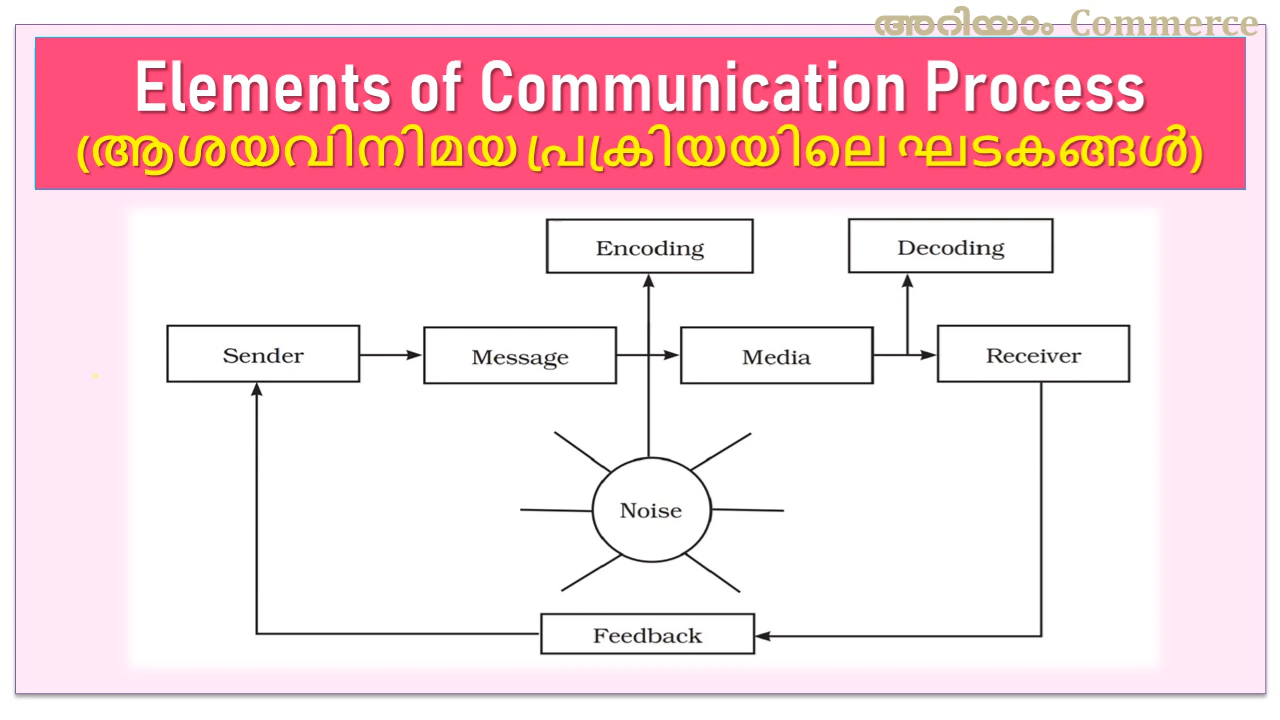 അറിയാം Commerce
Elements of Communication Process
(ആശയവിനിമയ പ്രക്രിയയിലെ ഘടകങ്ങൾ)
Encoding
Decoding
Sender
Message
Media
Receiver
Noise
Feedback